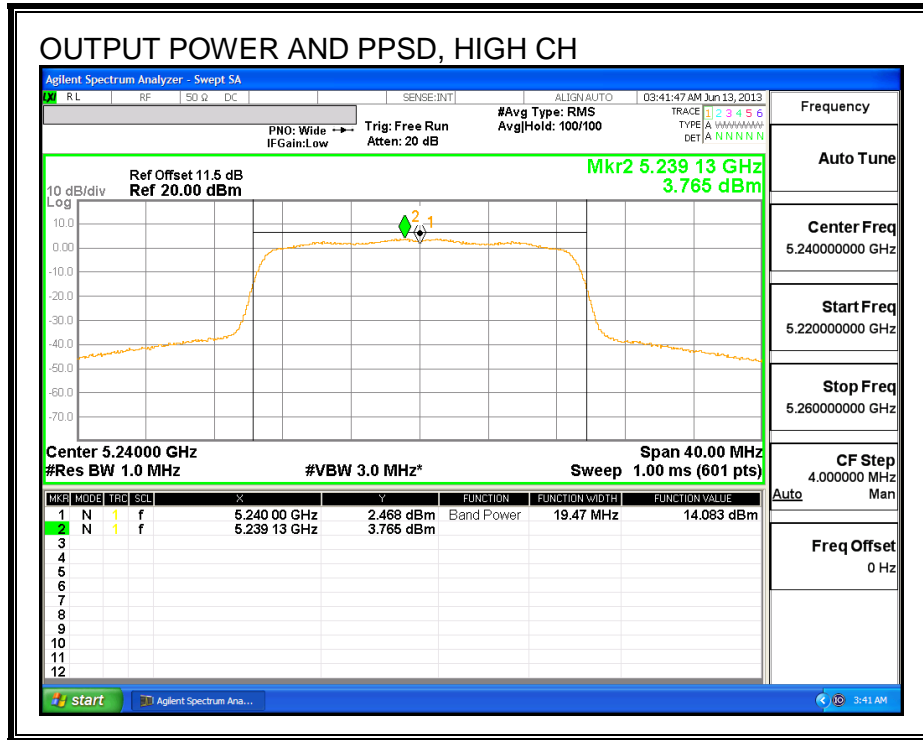 OUTPUT POWER AND PPSD, HIGH CH
Agilent Spectrum Analyzer - Swept SA
LXI RL RF 50 Ω DC SENSE:INT ALIGN AUTO 03:41:47 AM Jun 13, 2013
PNO: Wide
IFGain:Low
Trig: Free Run
Atten: 20 dB
#Avg Type: RMS
Avg|Hold: 100/100
TRACE 1 2 3 4 5 6
TYPE A WWWWW
DET A N N N N N
Mkr2 5.239 13 GHz
3.765 dBm
Ref Offset 11.5 dB
10 dB/div Ref 20.00 dBm
Log
2 1
10.0
0.00
-10.0
-20.0
-30.0
-40.0
-50.0
-60.0
-70.0
Center 5.24000 GHz Span 40.00 MHz
#Res BW 1.0 MHz #VBW 3.0 MHz* Sweep 1.00 ms (601 pts)
MKR MODE TRC SCL X Y FUNCTION FUNCTION WIDTH FUNCTION VALUE
1 N 1 f 5.240 00 GHz 2.468 dBm Band Power 19.47 MHz 14.083 dBm
2 N 1 f 5.239 13 GHz 3.765 dBm
3
4
5
6
7
8
9
10
11
12
Frequency
Auto Tune
Center Freq
5.240000000 GHz
Start Freq
5.220000000 GHz
Stop Freq
5.260000000 GHz
CF Step
4.000000 MHz
Auto Man
Freq Offset
0 Hz
start Agilent Spectrum Ana... 3:41 AM